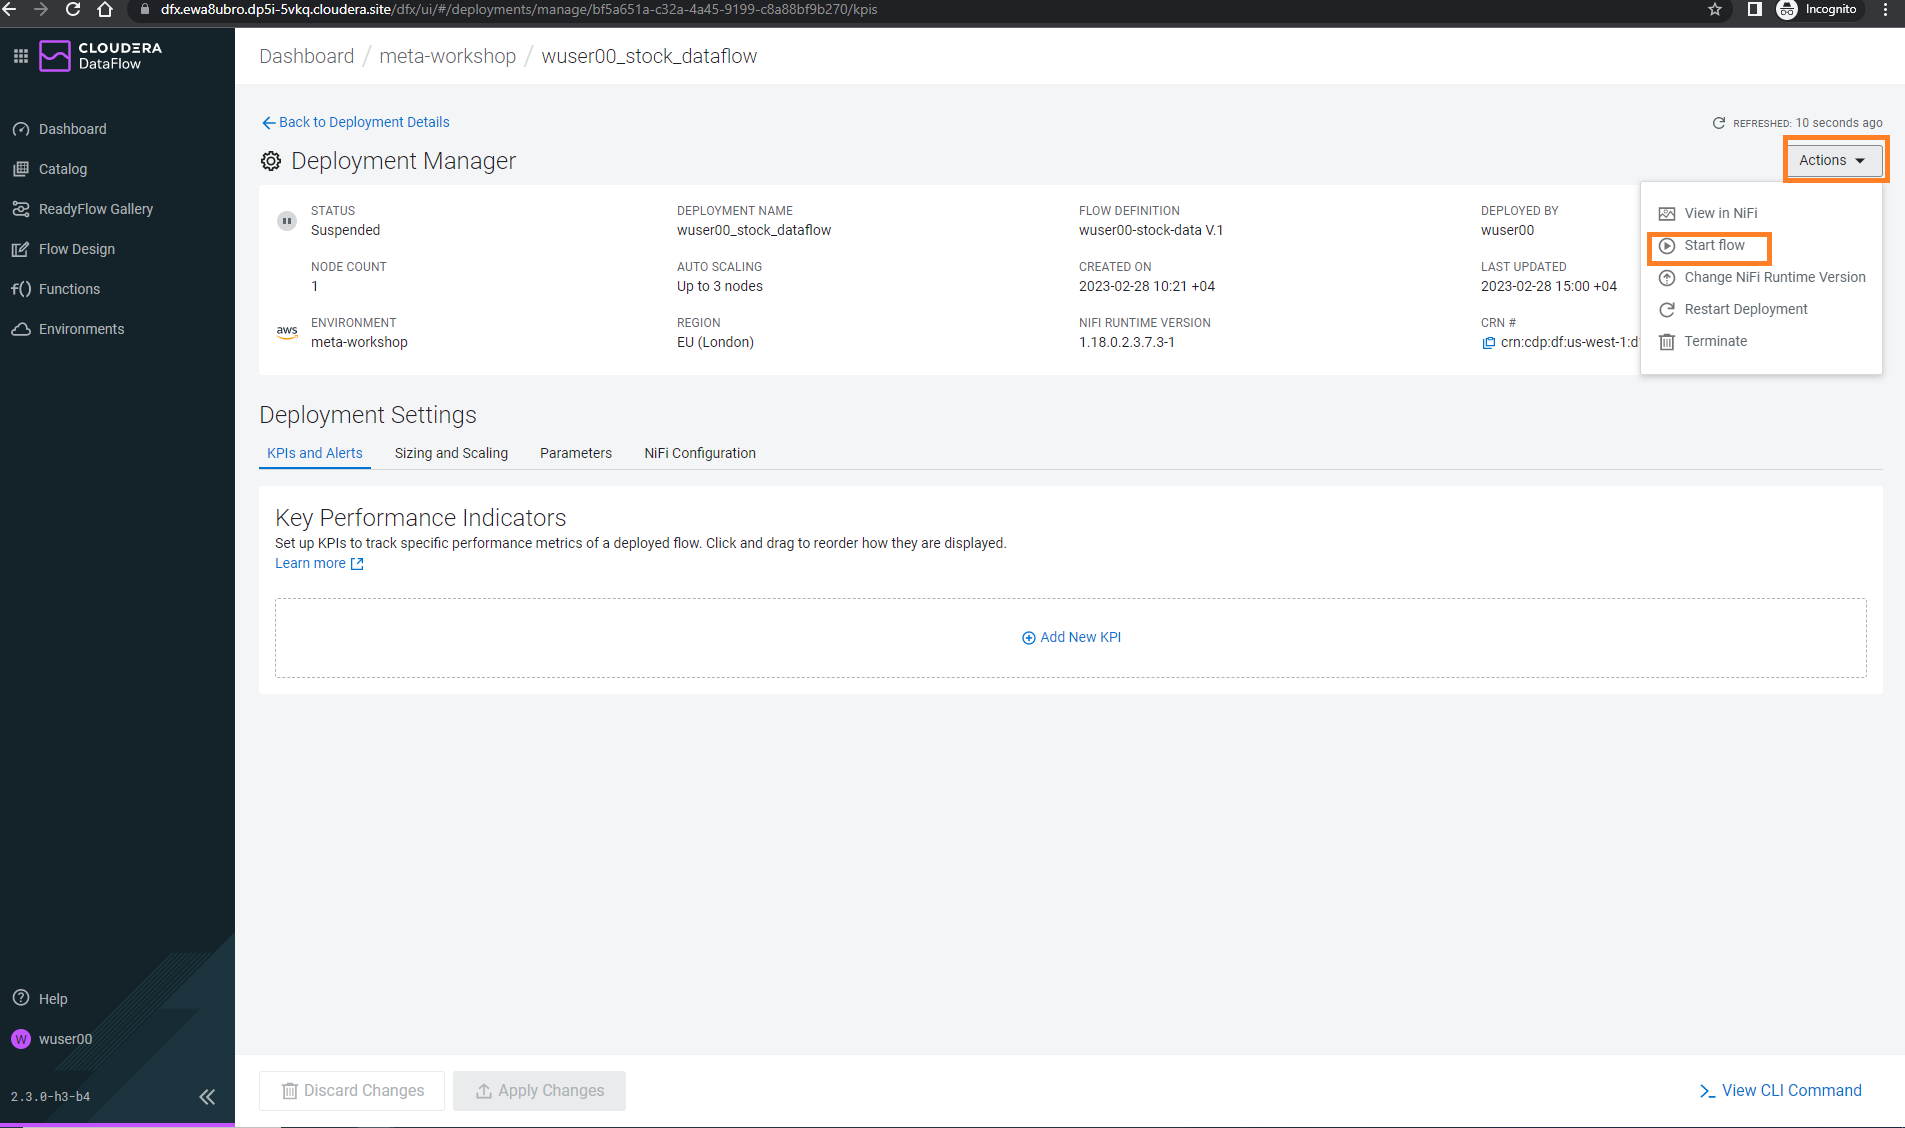 dfx.ewa8ubro.dp5i-5vkq.cloudera.site/dfx/ui/#/deployments/manage/bf5a651a-c32a-4a45-9199-c8a88bf9b270/kpis
Incognito
CLOUDERA
DataFlow
Dashboard
Catalog
ReadyFlow Gallery
Flow Design
Functions
Environments
Help
W wuser00
2.3.0-h3-b4
Dashboard / meta-workshop / wuser00_stock_dataflow
Back to Deployment Details
REFRESHED: 10 seconds ago
Deployment Manager
Actions
STATUS
Suspended
DEPLOYMENT NAME
wuser00_stock_dataflow
FLOW DEFINITION
wuser00-stock-data V.1
DEPLOYED BY
wuser00
NODE COUNT
1
AUTO SCALING
Up to 3 nodes
CREATED ON
2023-02-28 10:21 +04
LAST UPDATED
2023-02-28 15:00 +04
aws
ENVIRONMENT
meta-workshop
REGION
EU (London)
NIFI RUNTIME VERSION
1.18.0.2.3.7.3-1
CRN #
crn:cdp:df:us-west-1:d
View in NiFi
Start flow
Change NiFi Runtime Version
Restart Deployment
Terminate
Deployment Settings
KPIs and Alerts
Sizing and Scaling
Parameters
NiFi Configuration
Key Performance Indicators
Set up KPIs to track specific performance metrics of a deployed flow. Click and drag to reorder how they are displayed.
Learn more
Add New KPI
Discard Changes
Apply Changes
>_ View CLI Command